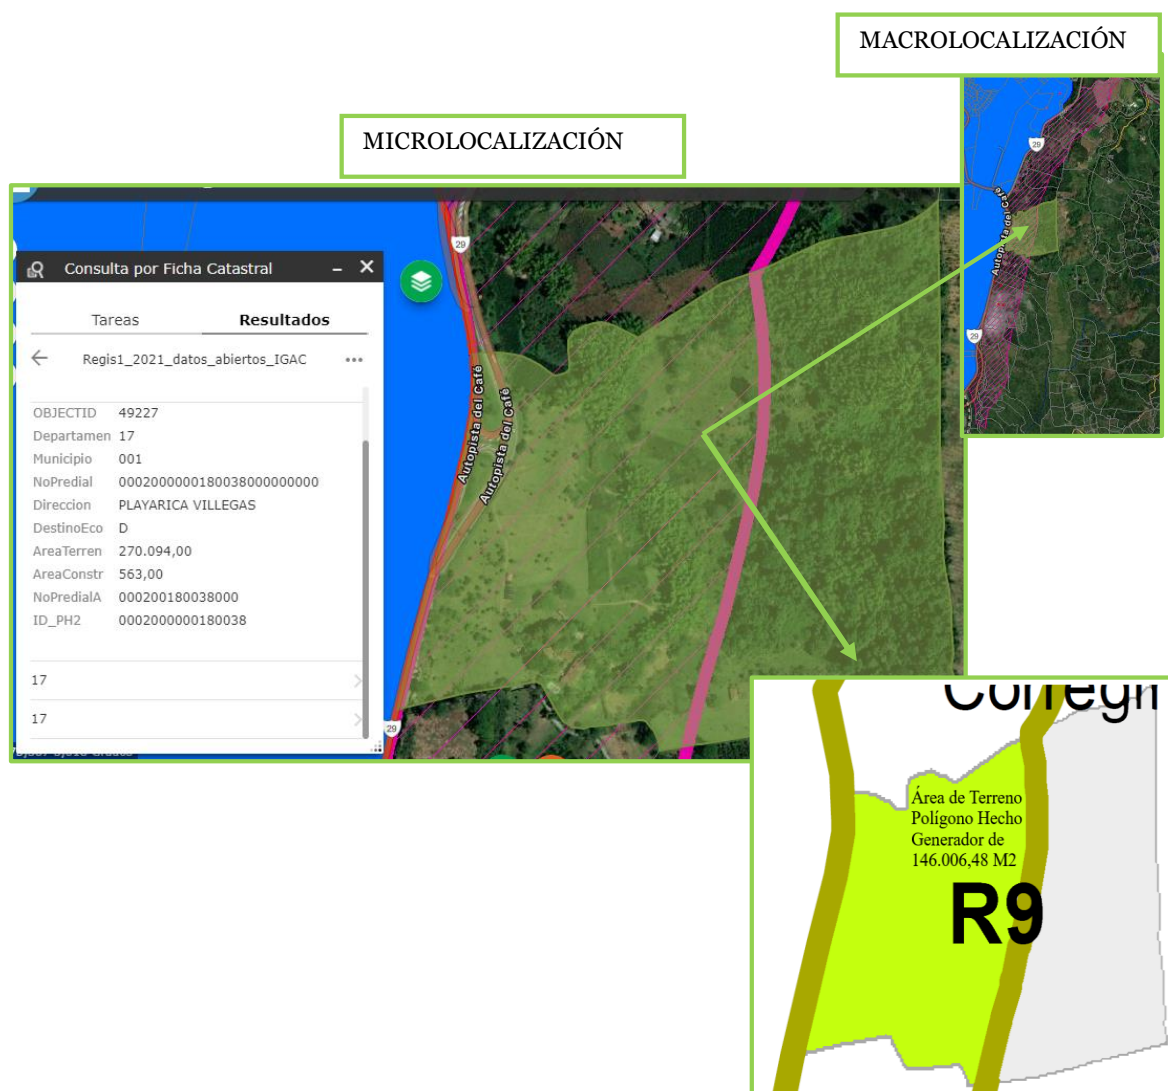 MACROLOCALIZACIÓN
29
Autopista del Café
29
MICROLOCALIZACIÓN
29
Autopista del Café
Autopista del Café
29
Consulta por Ficha Catastral
Tareas Resultados
Regis1_2021_datos_abiertos_IGAC
OBJECTID 49227
Departamen 17
Municipio 001
NoPredial 000200000018003800000000
Direccion PLAYARICA VILLEGAS
DestinoEco D
AreaTerren 270.094,00
AreaConstr 563,00
NoPredialA 000200180038000
ID_PH2 0002000000180038
17
17
Área de Terreno
Polígono Hecho
Generador de
146.006,48 M2
R9